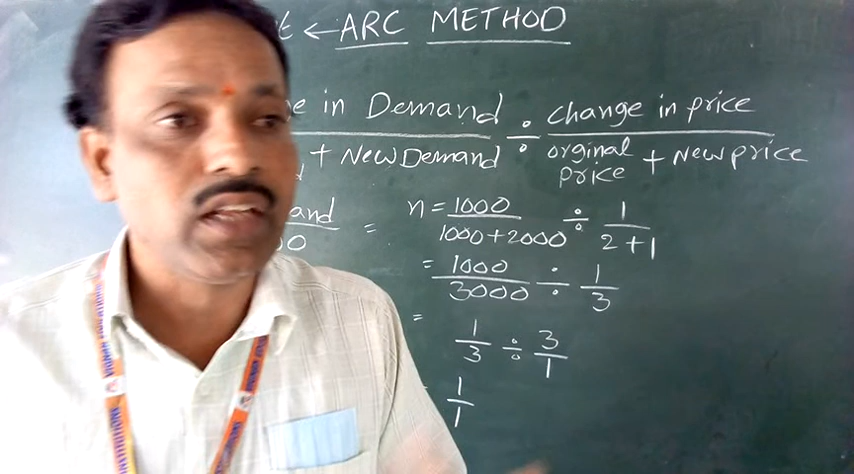 ← ARC METHOD
in Demand ÷ change in price
+ New Demand orginal price + New price
and = n = 1000 / 1000+2000 ÷ 1 / 2+1
= 1000 / 3000 ÷ 1 / 3
= 1 / 3 ÷ 3 / 1
1 / 1